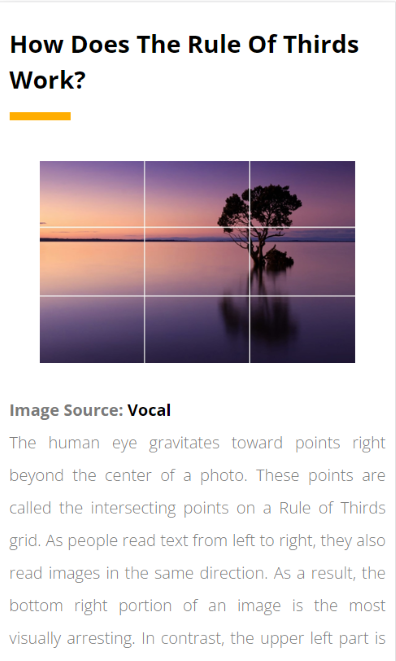 How Does The Rule Of Thirds
Work?
Image Source: Vocal
The human eye gravitates toward points right
beyond the center of a photo. These points are
called the intersecting points on a Rule of Thirds
grid. As people read text from left to right, they also
read images in the same direction. As a result, the
bottom right portion of an image is the most
visually arresting. In contrast, the upper left part is